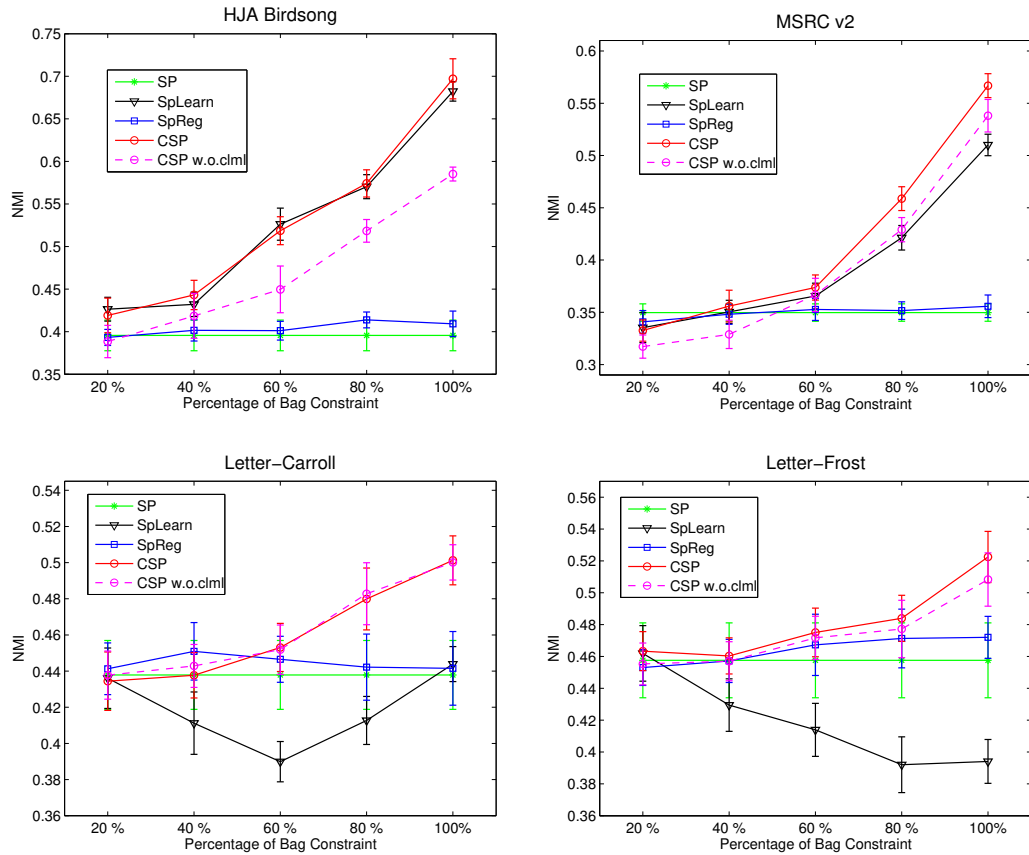 HJA Birdsong
0.75
0.7
0.65
0.6
0.55
0.5
0.45
0.4
0.35
NMI
SP
SpLearn
SpReg
CSP
CSP w.o.clml
20 % 40 % 60 % 80 % 100%
Percentage of Bag Constraint
MSRC v2
0.6
0.55
0.5
0.45
0.4
0.35
0.3
NMI
SP
SpLearn
SpReg
CSP
CSP w.o.clml
20 % 40 % 60 % 80 % 100%
Percentage of Bag Constraint
Letter−Carroll
0.54
0.52
0.5
0.48
0.46
0.44
0.42
0.4
0.38
0.36
NMI
SP
SpLearn
SpReg
CSP
CSP w.o.clml
20 % 40 % 60 % 80 % 100%
Percentage of Bag Constraint
Letter−Frost
0.56
0.54
0.52
0.5
0.48
0.46
0.44
0.42
0.4
0.38
0.36
NMI
SP
SpLearn
SpReg
CSP
CSP w.o.clml
20 % 40 % 60 % 80 % 100%
Percentage of Bag Constraint